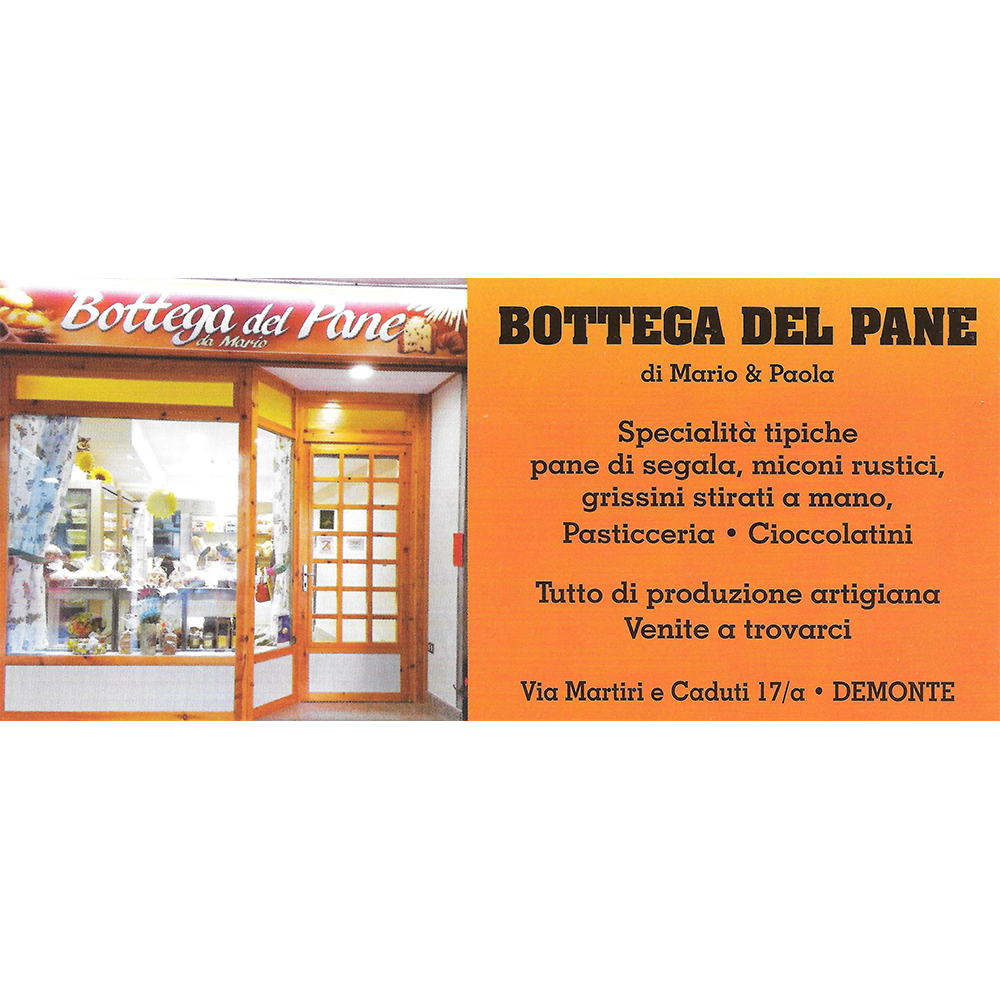 Bottega del Pane
da Mario
BOTTEGA DEL PANE
di Mario & Paola
Specialità tipiche
pane di segala, miconi rustici,
grissini stirati a mano,
Pasticceria • Cioccolatini
Tutto di produzione artigiana
Venite a trovarci
Via Martiri e Caduti 17/a • DEMONTE